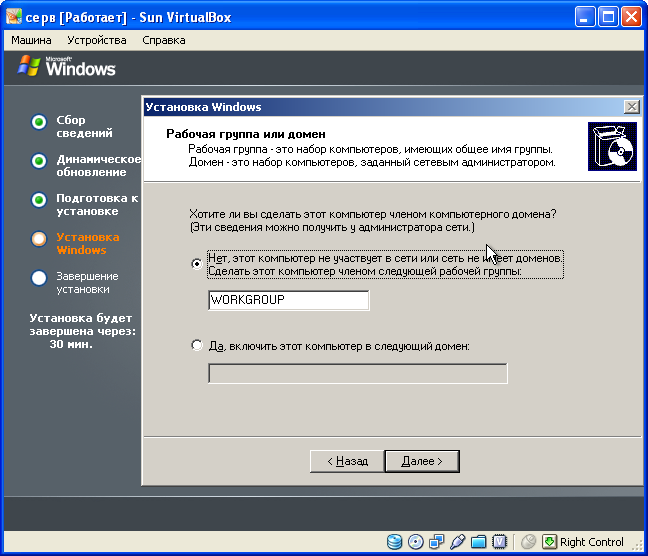 серв [Работает] - Sun VirtualBox
Машина Устройства Справка
Microsoft
Windows
Сбор
сведений
Динамическое
обновление
Подготовка к
установке
Установка
Windows
Завершение
установки
Установка будет
завершена через:
30 мин.
Установка Windows
Рабочая группа или домен
Рабочая группа - это набор компьютеров, имеющих общее имя группы.
Домен - это набор компьютеров, заданный сетевым администратором.
Хотите ли вы сделать этот компьютер членом компьютерного домена?
(Эти сведения можно получить у администратора сети.)
Нет, этот компьютер не участвует в сети или сеть не имеет доменов.
Сделать этот компьютер членом следующей рабочей группы:
WORKGROUP
Да, включить этот компьютер в следующий домен:
< Назад
Далее >
Right Control